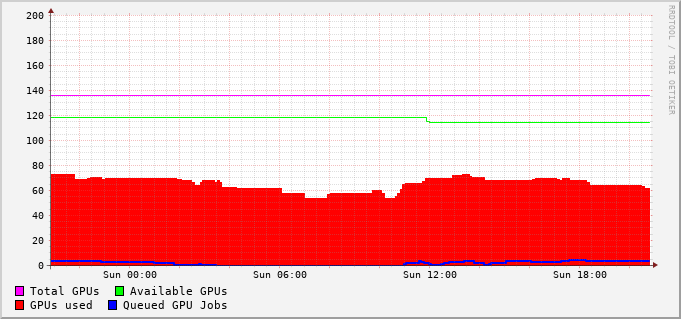 RRDTOOL / TOBI OETIKER
200
180
160
140
120
100
80
60
40
20
0
Sun 00:00 Sun 06:00 Sun 12:00 Sun 18:00
Total GPUs Available GPUs
GPUs used Queued GPU Jobs